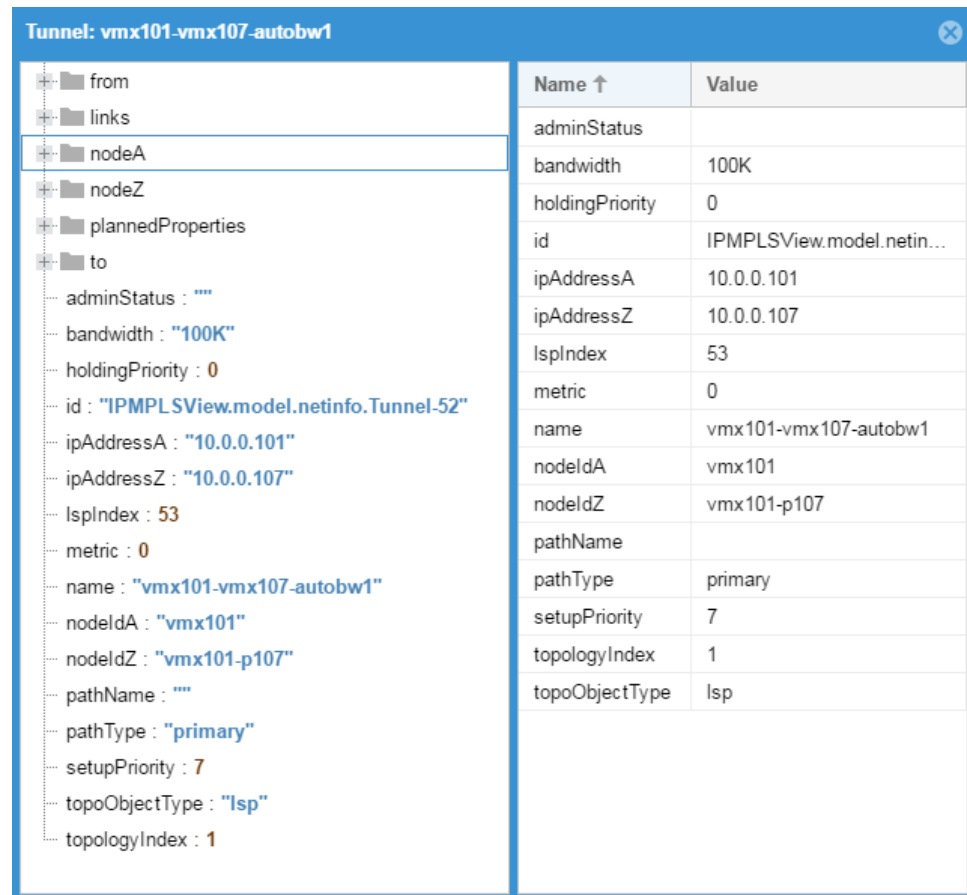 Tunnel: vmx101-vmx107-autobw1
from
links
nodeA
nodeZ
plannedProperties
to
adminStatus : ""
bandwidth : "100K"
holdingPriority : 0
id : "IPMPLSView.model.netinfo.Tunnel-52"
ipAddressA : "10.0.0.101"
ipAddressZ : "10.0.0.107"
lspIndex : 53
metric : 0
name : "vmx101-vmx107-autobw1"
nodeIdA : "vmx101"
nodeIdZ : "vmx101-p107"
pathName : ""
pathType : "primary"
setupPriority : 7
topoObjectType : "lsp"
topologyIndex : 1
Name ↑ Value
adminStatus
bandwidth 100K
holdingPriority 0
id IPMPLSView.model.netin...
ipAddressA 10.0.0.101
ipAddressZ 10.0.0.107
lspIndex 53
metric 0
name vmx101-vmx107-autobw1
nodeIdA vmx101
nodeIdZ vmx101-p107
pathName
pathType primary
setupPriority 7
topologyIndex 1
topoObjectType lsp